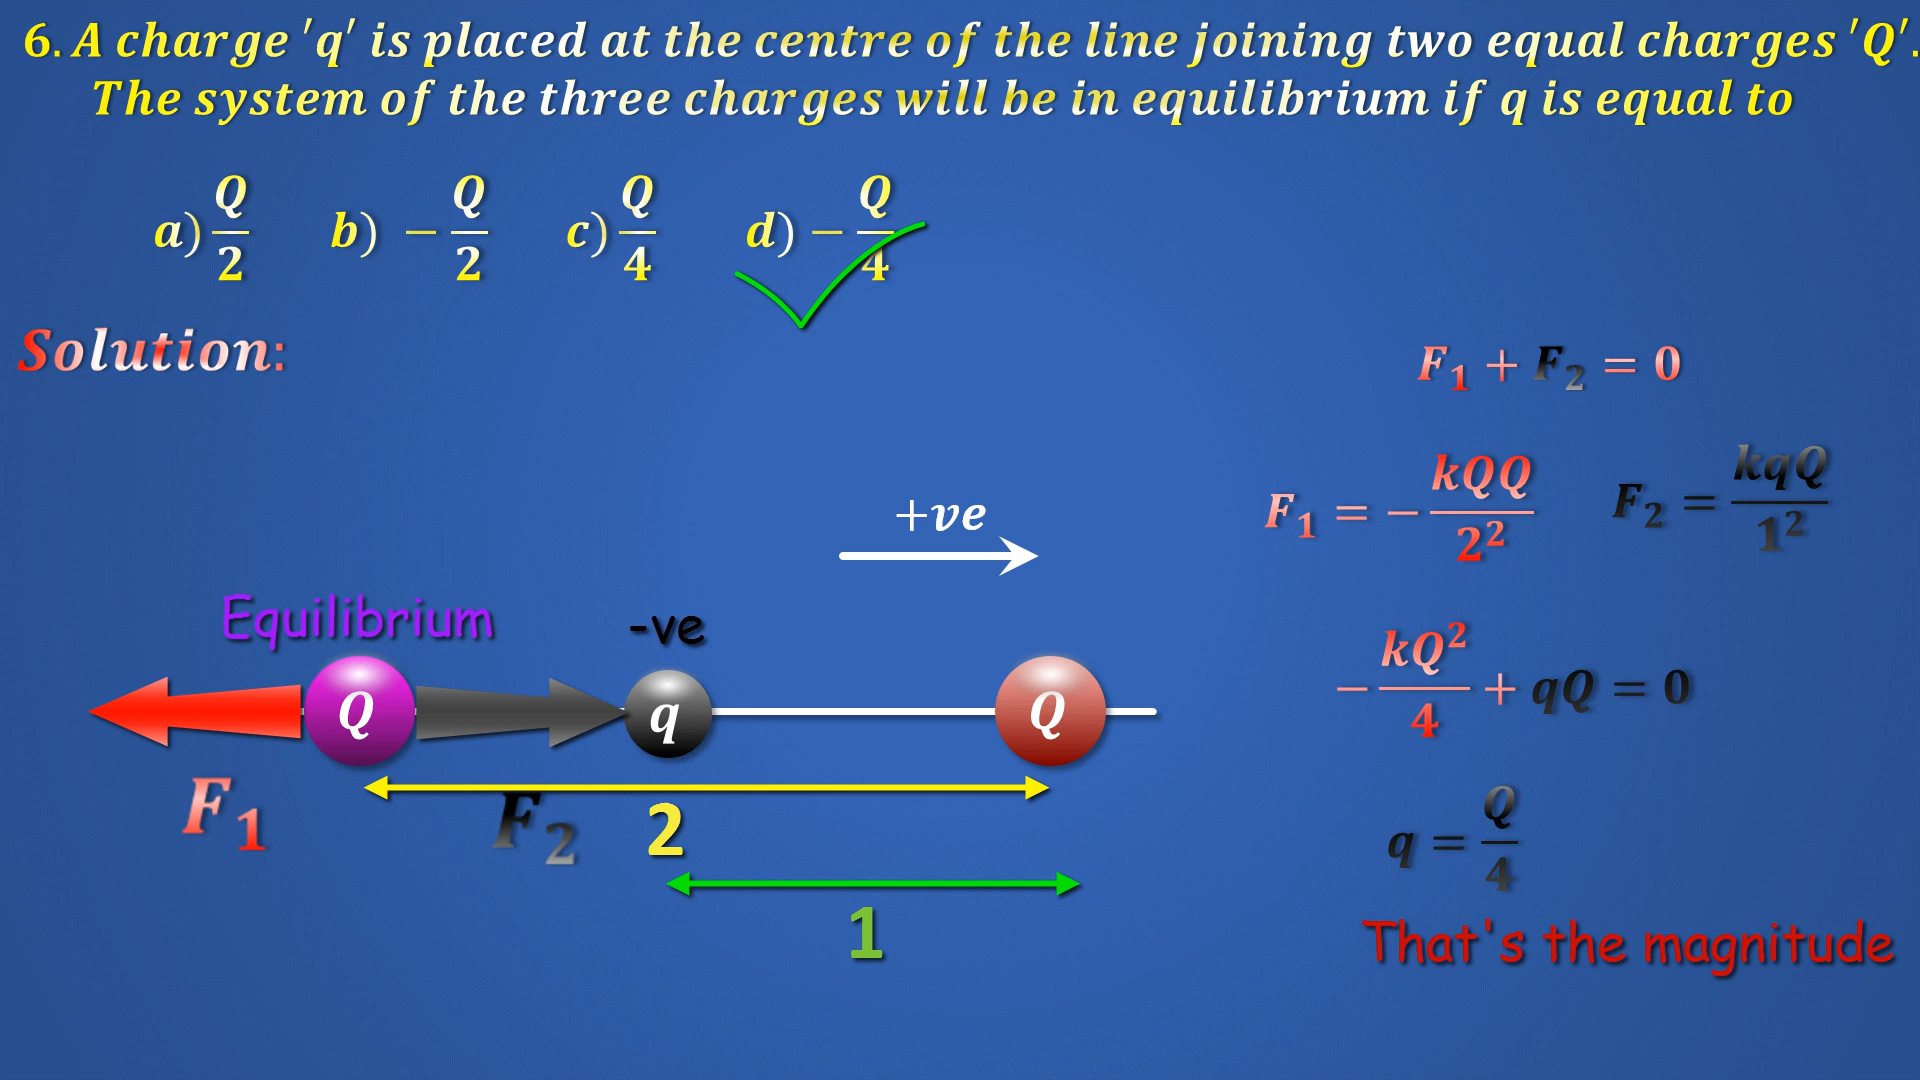 6. A charge 'q' is placed at the centre of the line joining two equal charges 'Q'.
The system of the three charges will be in equilibrium if q is equal to
a) Q/2 b) -Q/2 c) Q/4 d) -Q/4
Solution:
F₁ + F₂ = 0
F₁ = -kQQ/2² F₂ = kqQ/1²
+ve
Equilibrium
-ve
-kQ²/4 + qQ = 0
Q q Q
F₁ F₂ 2
q = Q/4
1
That's the magnitude